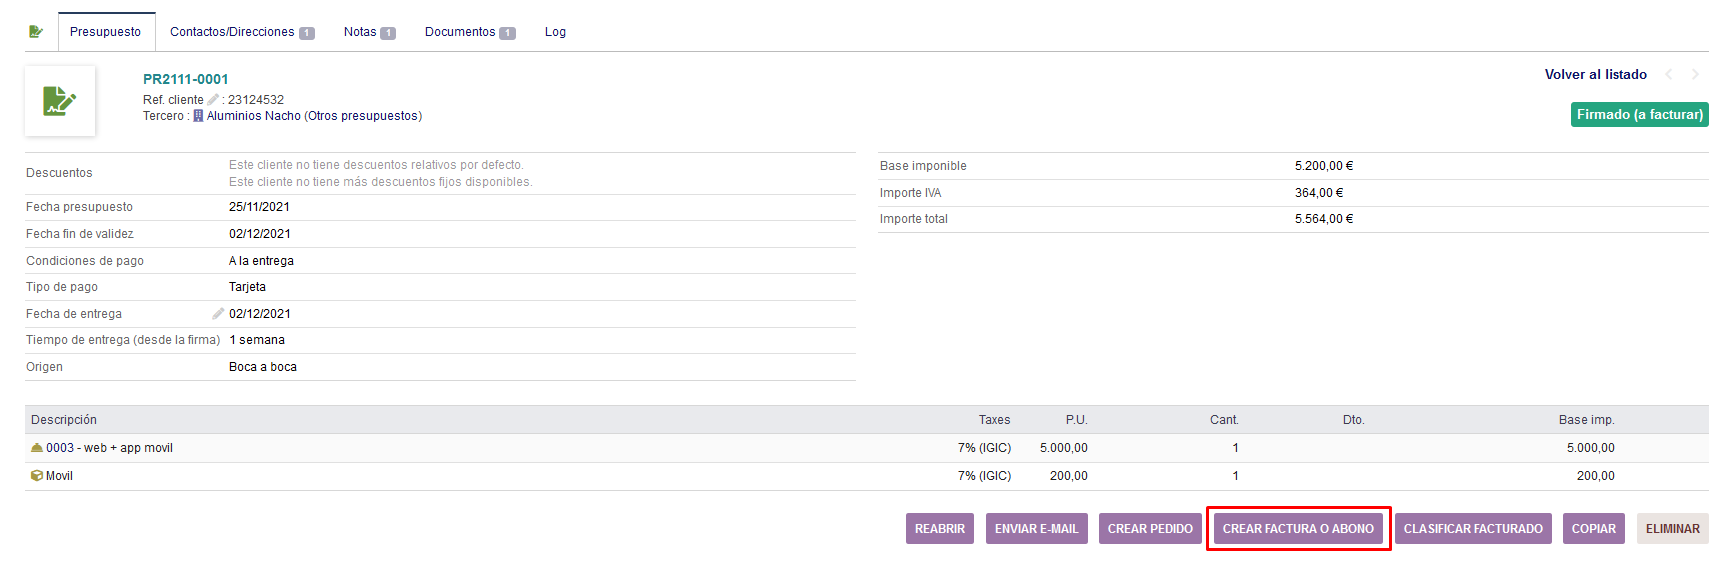 Presupuesto Contactos/Direcciones 1 Notas 1 Documentos 1 Log
PR2111-0001
Ref. cliente : 23124532
Tercero : Aluminios Nacho (Otros presupuestos)
Volver al listado
Firmado (a facturar)
Descuentos Este cliente no tiene descuentos relativos por defecto.
Este cliente no tiene más descuentos fijos disponibles.
Fecha presupuesto 25/11/2021
Fecha fin de validez 02/12/2021
Condiciones de pago A la entrega
Tipo de pago Tarjeta
Fecha de entrega 02/12/2021
Tiempo de entrega (desde la firma) 1 semana
Origen Boca a boca
Base imponible 5.200,00 €
Importe IVA 364,00 €
Importe total 5.564,00 €
Descripción Taxes P.U. Cant. Dto. Base imp.
0003 - web + app movil 7% (IGIC) 5.000,00 1 5.000,00
Movil 7% (IGIC) 200,00 1 200,00
REABRIR ENVIAR E-MAIL CREAR PEDIDO CREAR FACTURA O ABONO CLASIFICAR FACTURADO COPIAR ELIMINAR